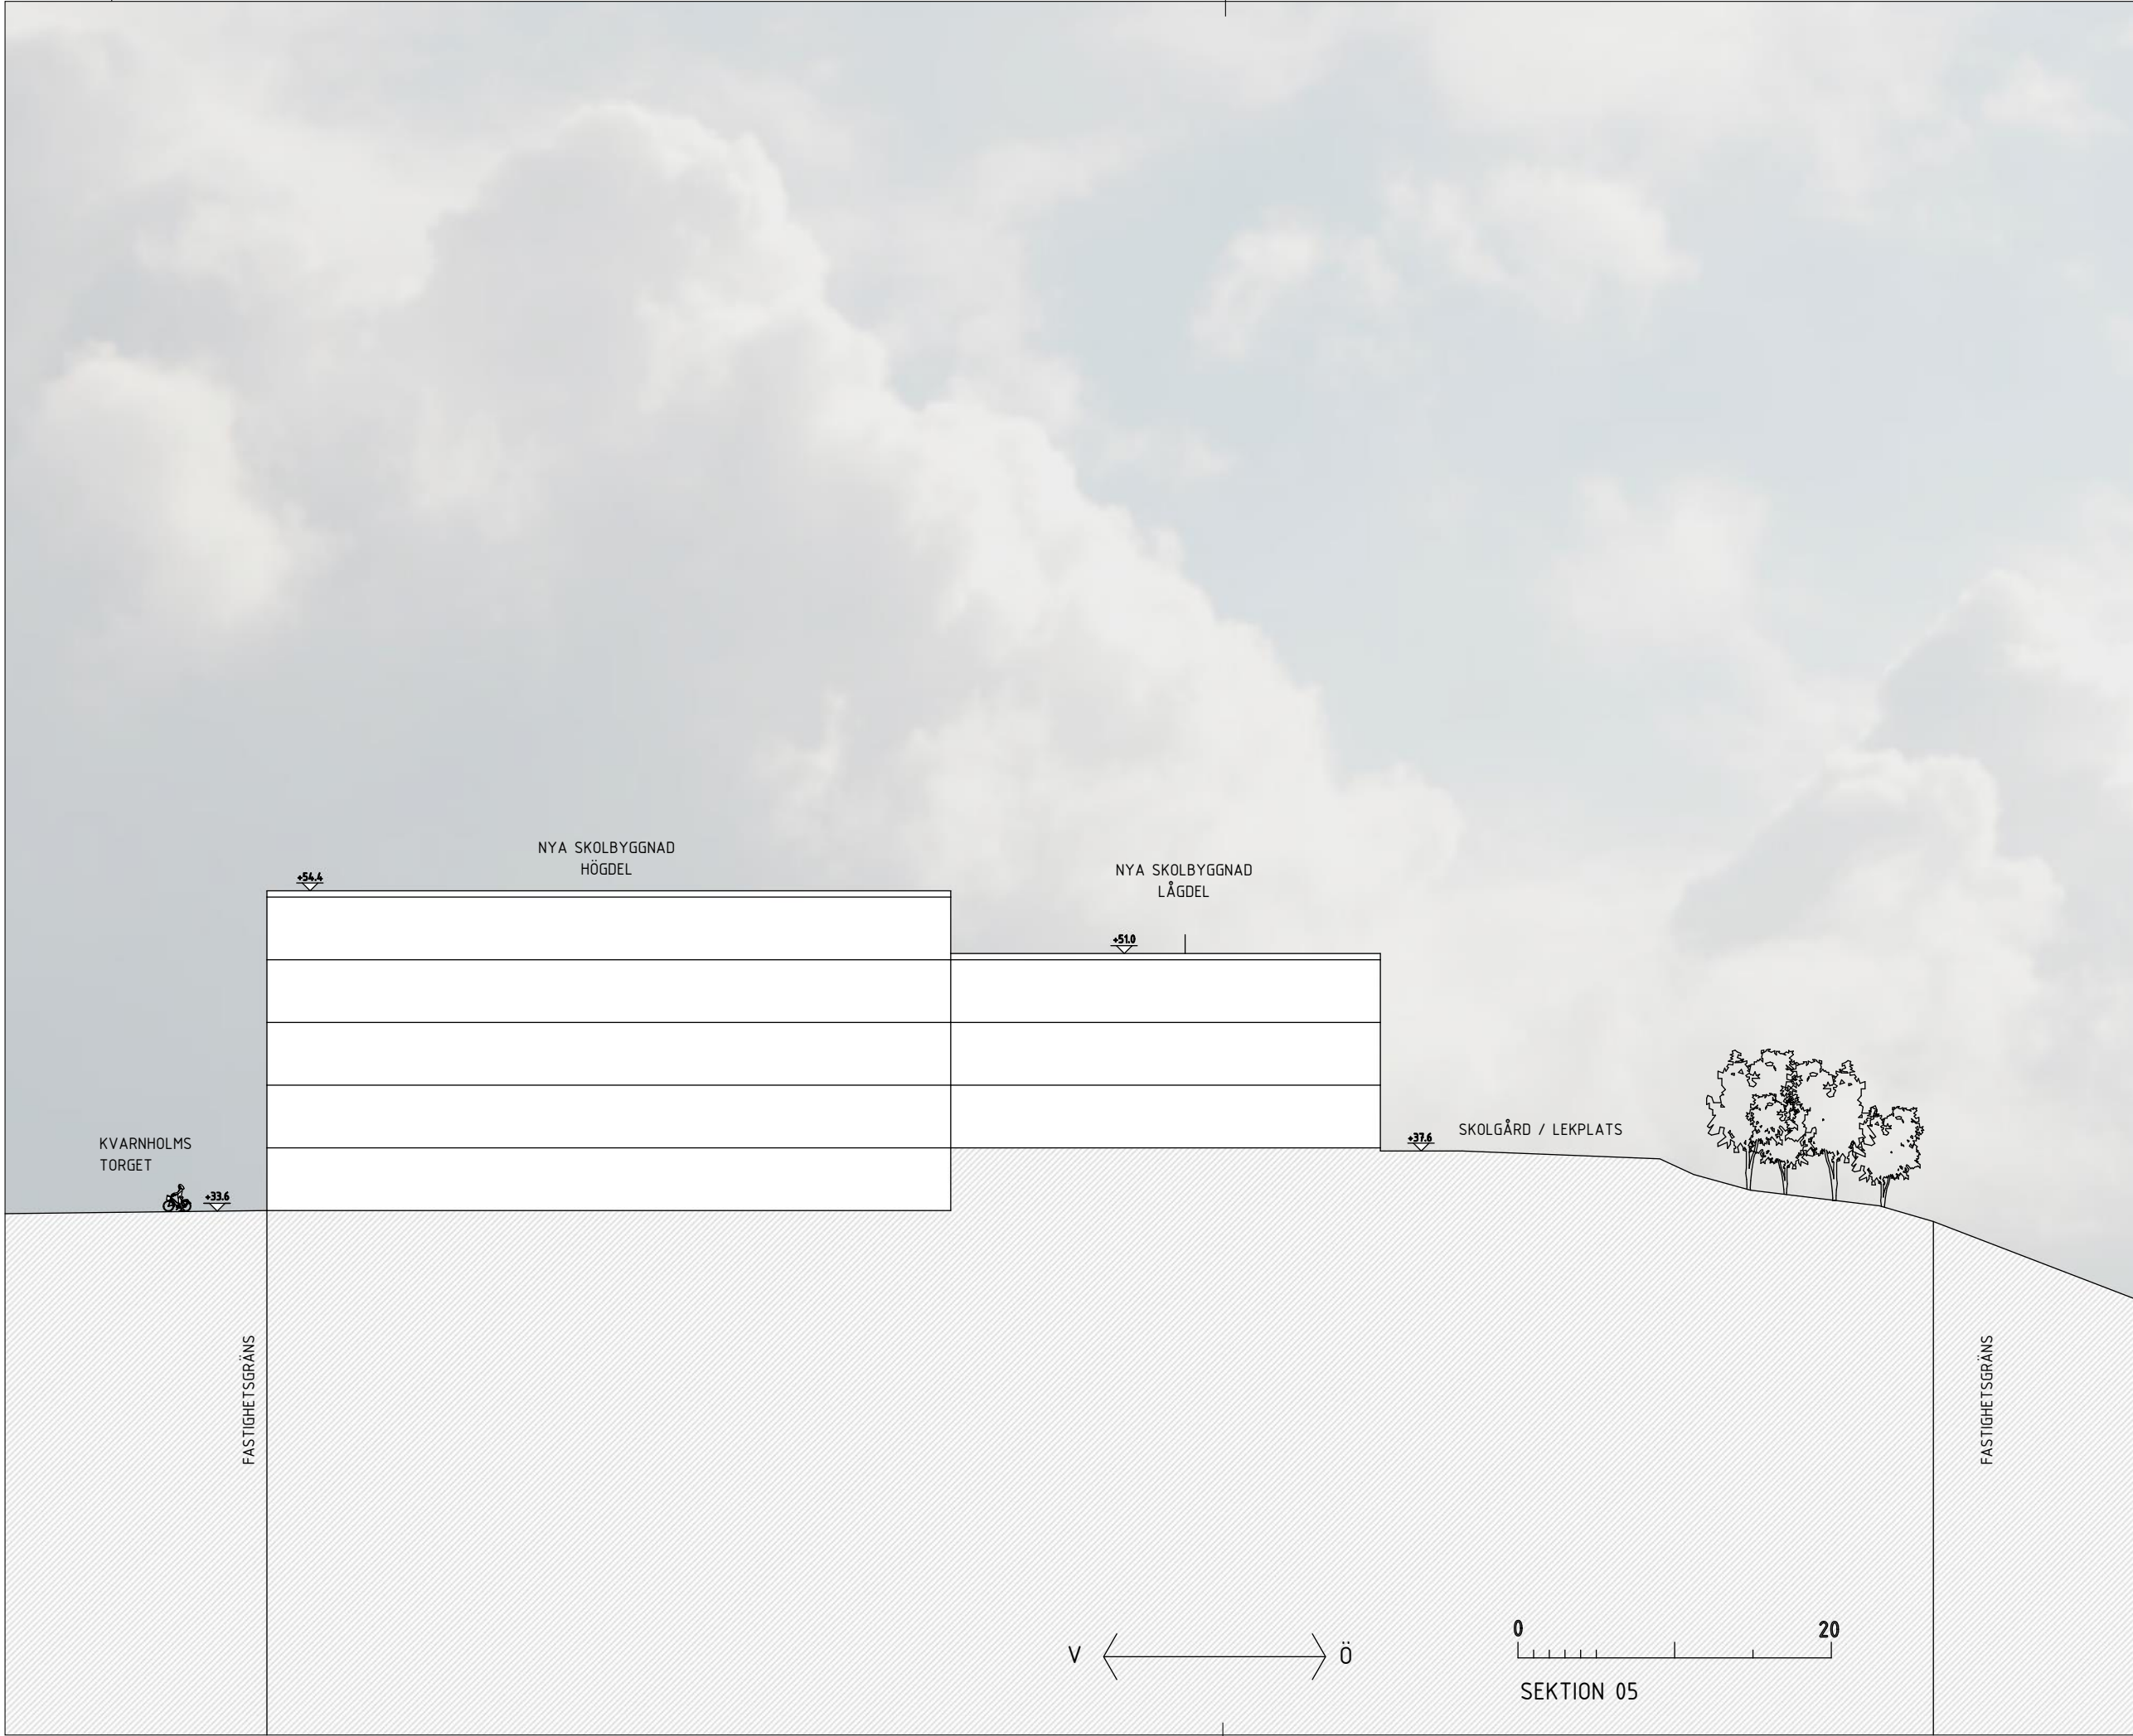 NYA SKOLBYGGNAD
HÖGDEL
+54.4
NYA SKOLBYGGNAD
LÅGDEL
+51.0
KVARNHOLMS
TORGET
+33.6
+37.6
SKOLGÅRD / LEKPLATS
FASTIGHETSGRÄNS
FASTIGHETSGRÄNS
V
Ö
0
20
SEKTION 05